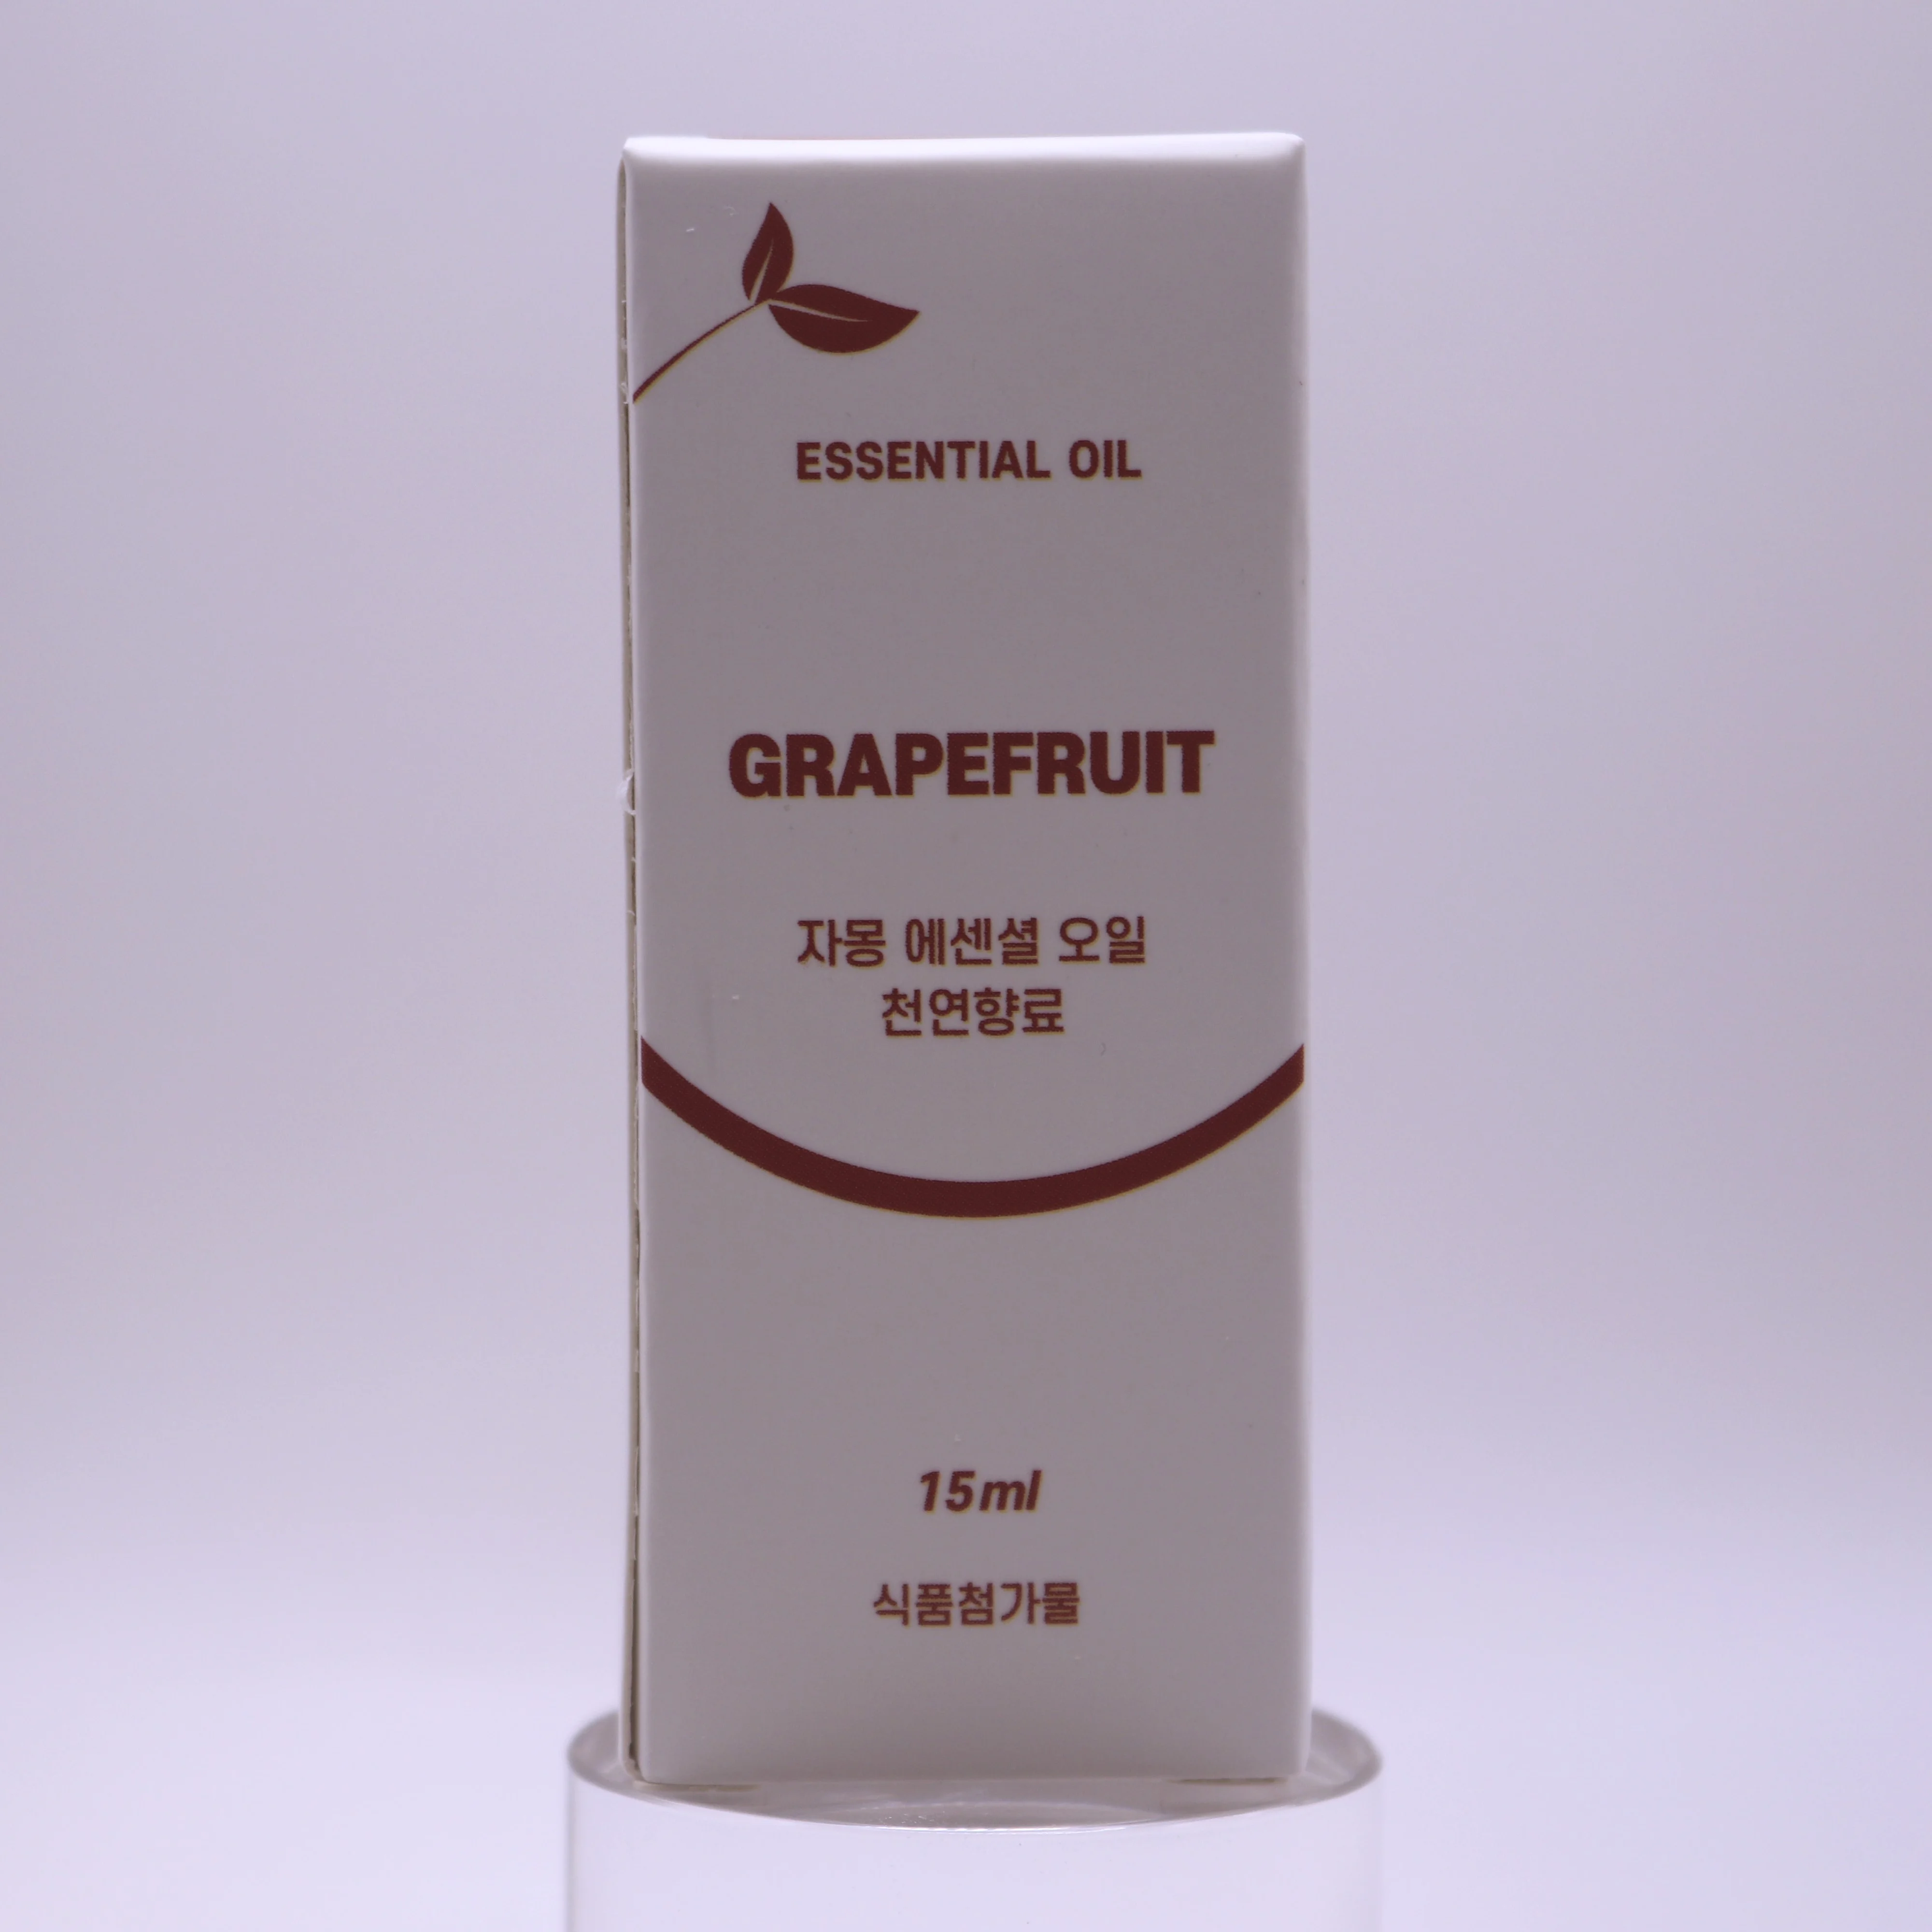 ESSENTIAL OIL
GRAPEFRUIT
자몽 에센셜 오일
천연향료
15ml
식품첨가물